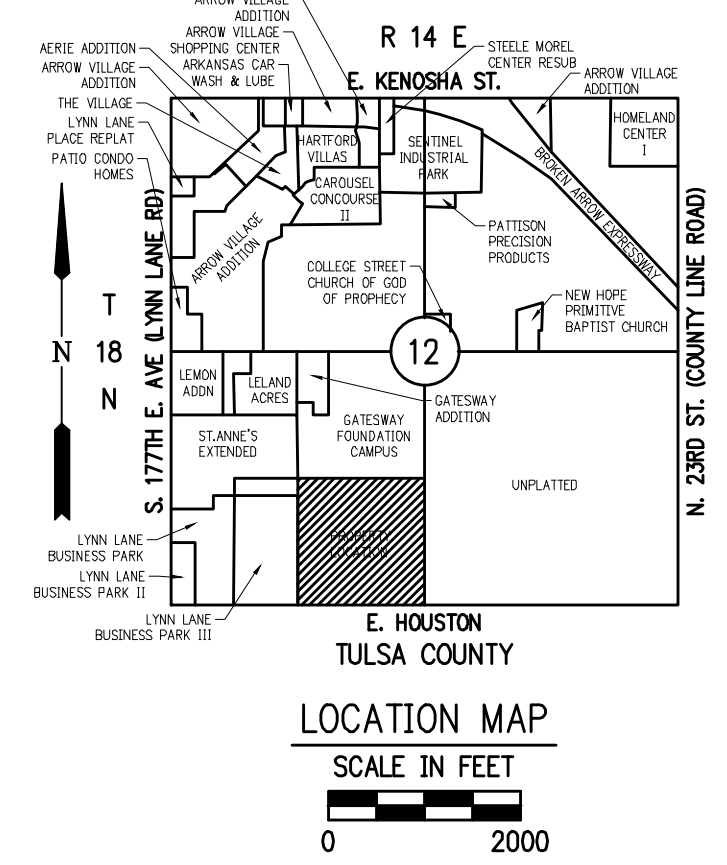 ARROW VILLAGE
ADDITION
ARROW VILLAGE
SHOPPING CENTER
ARKANSAS CAR
WASH & LUBE
AERIE ADDITION
ARROW VILLAGE
ADDITION
THE VILLAGE
LYNN LANE
PLACE REPLAT
PATIO CONDO
HOMES
R 14 E
E. KENOSHA ST.
STEELE MOREL
CENTER RESUB
ARROW VILLAGE
ADDITION
HOMELAND
CENTER
I
HARTFORD
VILLAS
SENTINEL
INDUSTRIAL
PARK
CAROUSEL
CONCOURSE
II
BROKEN ARROW EXPRESSWAY
ARROW VILLAGE
ADDITION
PATTISON
PRECISION
PRODUCTS
COLLEGE STREET
CHURCH OF GOD
OF PROPHECY
NEW HOPE
PRIMITIVE
BAPTIST CHURCH
T
18
N
N
S. 177TH E. AVE (LYNN LANE RD)
N. 23RD ST. (COUNTY LINE ROAD)
12
LEMON
ADDN
LELAND
ACRES
GATESWAY
ADDITION
ST.ANNE'S
EXTENDED
GATESWAY
FOUNDATION
CAMPUS
UNPLATTED
PROPERTY
LOCATION
LYNN LANE
BUSINESS PARK
LYNN LANE
BUSINESS PARK II
LYNN LANE
BUSINESS PARK III
E. HOUSTON
TULSA COUNTY
LOCATION MAP
SCALE IN FEET
0 2000